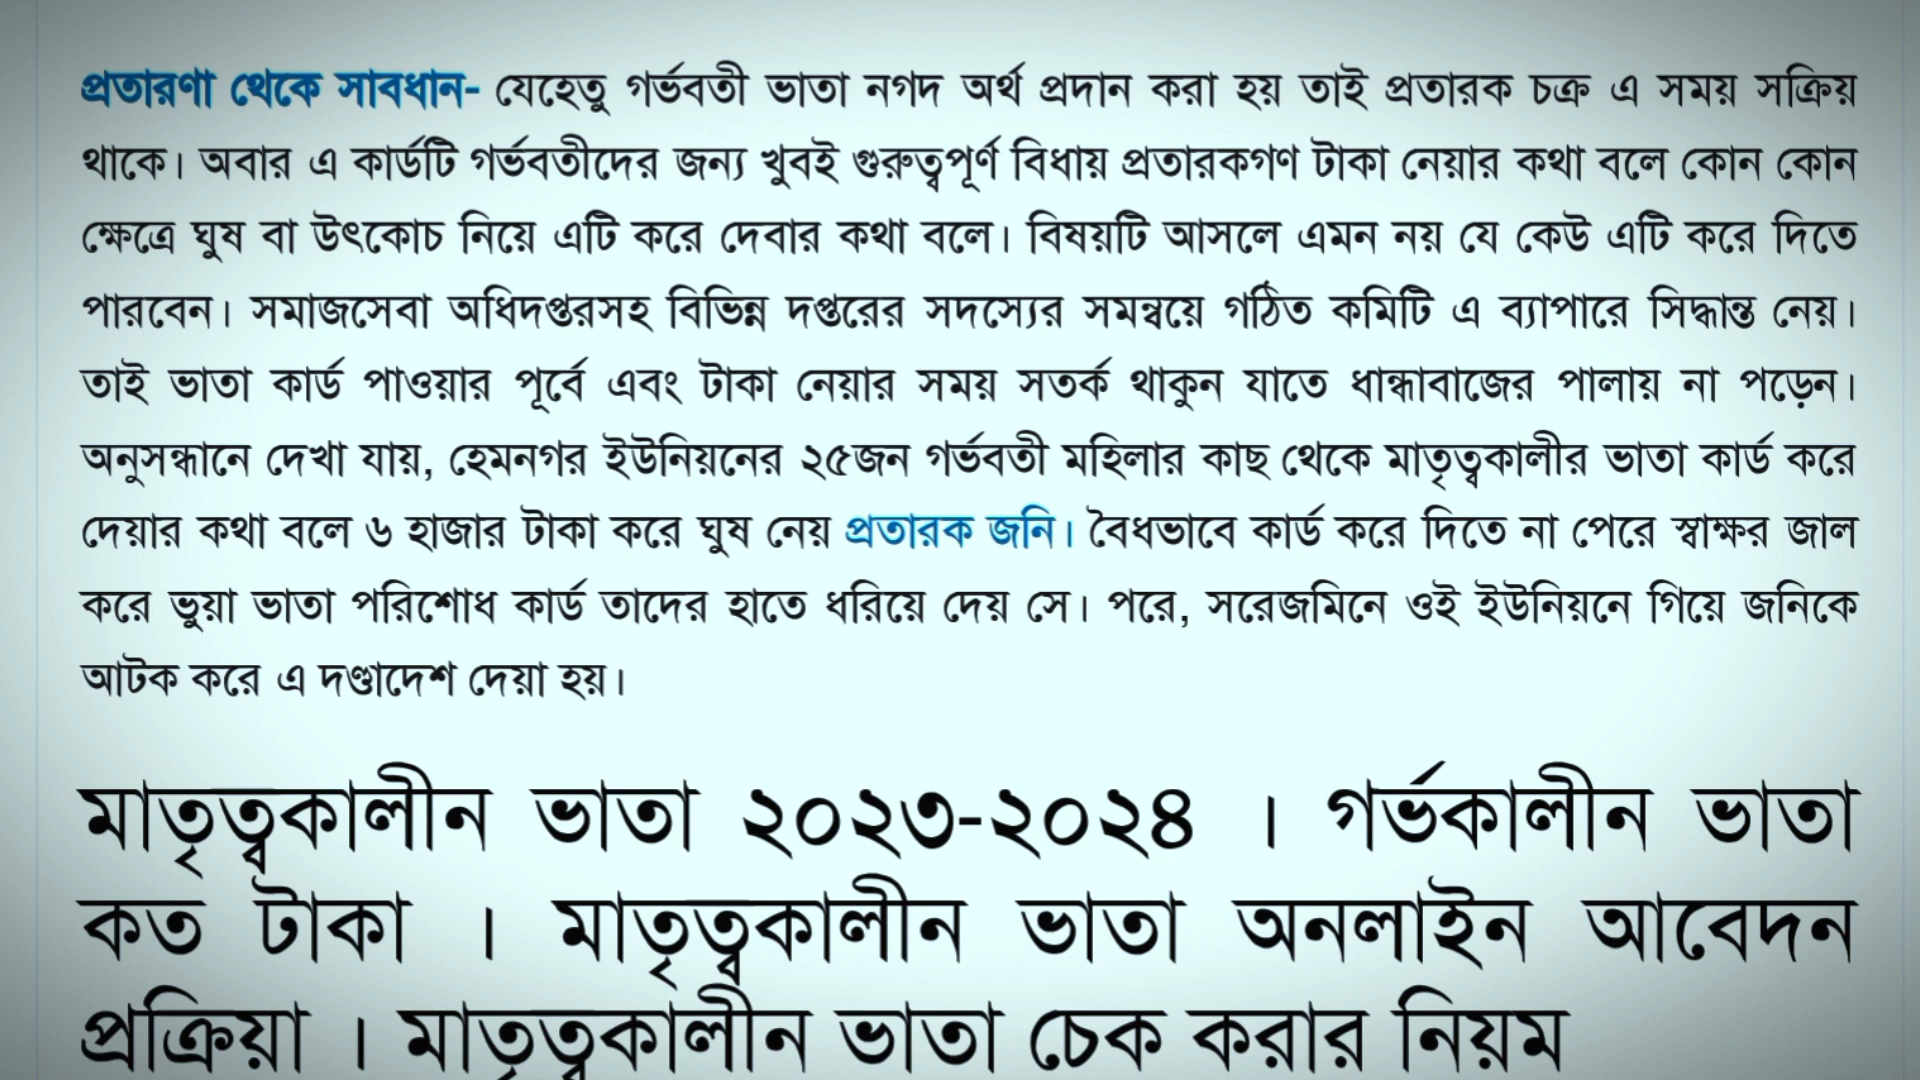 প্রতারণা থেকে সাবধান- যেহেতু গর্ভবতী ভাতা নগদ অর্থ প্রদান করা হয় তাই প্রতারক চক্র এ সময় সক্রিয়
থাকে। অবার এ কার্ডটি গর্ভবতীদের জন্য খুবই গুরুত্বপূর্ণ বিধায় প্রতারকগণ টাকা নেয়ার কথা বলে কোন কোন
ক্ষেত্রে ঘুষ বা উৎকোচ নিয়ে এটি করে দেবার কথা বলে। বিষয়টি আসলে এমন নয় যে কেউ এটি করে দিতে
পারবেন। সমাজসেবা অধিদপ্তরসহ বিভিন্ন দপ্তরের সদস্যের সমন্বয়ে গঠিত কমিটি এ ব্যাপারে সিদ্ধান্ত নেয়।
তাই ভাতা কার্ড পাওয়ার পূর্বে এবং টাকা নেয়ার সময় সতর্ক থাকুন যাতে ধান্ধাবাজের পালায় না পড়েন।
অনুসন্ধানে দেখা যায়, হেমনগর ইউনিয়নের ২৫জন গর্ভবতী মহিলার কাছ থেকে মাতৃত্বকালীর ভাতা কার্ড করে
দেয়ার কথা বলে ৬ হাজার টাকা করে ঘুষ নেয় প্রতারক জনি। বৈধভাবে কার্ড করে দিতে না পেরে স্বাক্ষর জাল
করে ভুয়া ভাতা পরিশোধ কার্ড তাদের হাতে ধরিয়ে দেয় সে। পরে, সরেজমিনে ওই ইউনিয়নে গিয়ে জনিকে
আটক করে এ দণ্ডাদেশ দেয়া হয়।
মাতৃত্বকালীন ভাতা ২০২৩-২০২৪ । গর্ভকালীন ভাতা
কত টাকা । মাতৃত্বকালীন ভাতা অনলাইন আবেদন
প্রক্রিয়া । মাতৃত্বকালীন ভাতা চেক করার নিয়ম